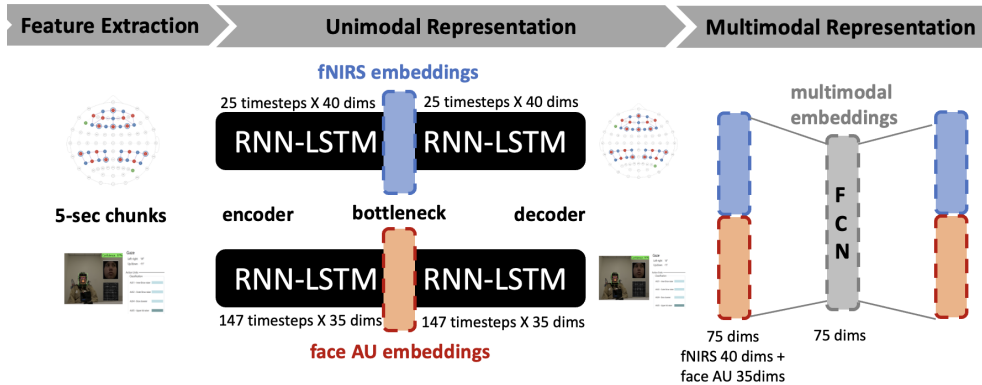 Feature Extraction
Unimodal Representation
Multimodal Representation
fNIRS embeddings
25 timesteps X 40 dims
25 timesteps X 40 dims
RNN-LSTM
RNN-LSTM
5-sec chunks
encoder
bottleneck
decoder
RNN-LSTM
RNN-LSTM
147 timesteps X 35 dims
147 timesteps X 35 dims
face AU embeddings
multimodal
embeddings
F
C
N
75 dims
fNIRS 40 dims +
face AU 35dims
75 dims